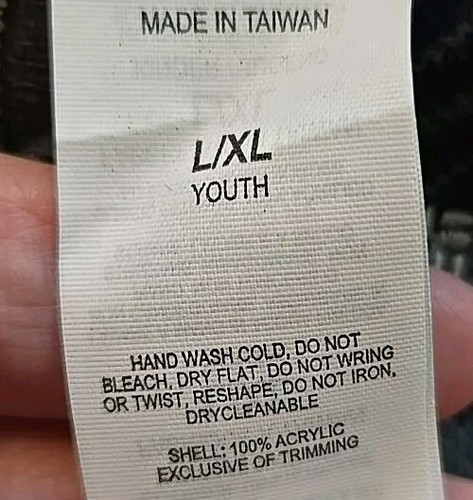 MADE IN TAIWAN
L/XL
YOUTH
HAND WASH COLD, DO NOT
BLEACH, DRY FLAT, DO NOT WRING
OR TWIST, RESHAPE, DO NOT IRON,
DRYCLEANABLE
SHELL: 100% ACRYLIC
EXCLUSIVE OF TRIMMING